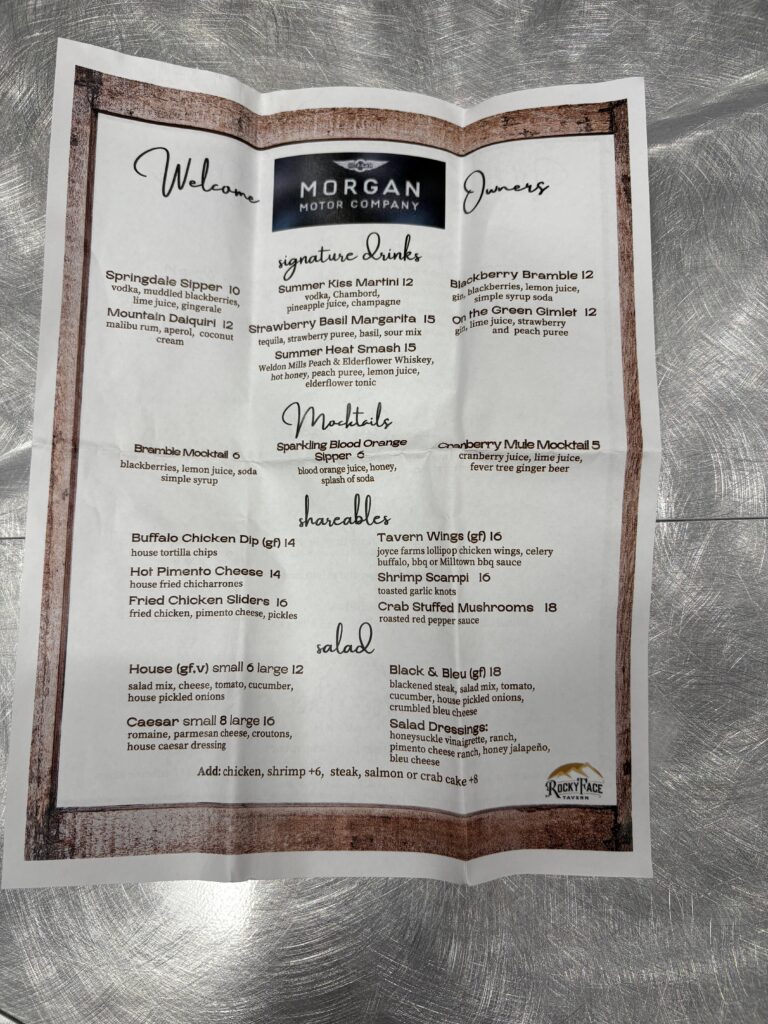 Welcome
MORGAN
MOTOR COMPANY
Owners
signature drinks
Springdale Sipper 10
vodka, muddled blackberries,
lime juice, gingerale
Mountain Daiquiri 12
malibu rum, aperol, coconut
cream
Summer Kiss Martini 12
vodka, Chambord,
pineapple juice, champagne
Strawberry Basil Margarita 15
tequila, strawberry puree, basil, sour mix
Summer Heat Smash 15
Weldon Mills Peach & Elderflower Whiskey,
hot honey, peach puree, lemon juice,
elderflower tonic
Blackberry Bramble 12
gin, blackberries, lemon juice,
simple syrup soda
On the Green Gimlet 12
gin, lime juice, strawberry
and peach puree
Mocktails
Bramble Mocktail 6
blackberries, lemon juice, soda
simple syrup
Sparkling Blood Orange
Sipper 6
blood orange juice, honey,
splash of soda
Cranberry Mule Mocktail 5
cranberry juice, lime juice,
fever tree ginger beer
shareables
Buffalo Chicken Dip (gf) 14
house tortilla chips
Hot Pimento Cheese 14
house fried chicharrones
Fried Chicken Sliders 16
fried chicken, pimento cheese, pickles
Tavern Wings (gf) 16
joyce farms lollipop chicken wings, celery
buffalo, bbq or Milltown bbq sauce
Shrimp Scampi 16
toasted garlic knots
Crab Stuffed Mushrooms 18
roasted red pepper sauce
salad
House (gf,v) small 6 large 12
salad mix, cheese, tomato, cucumber,
house pickled onions
Caesar small 8 large 16
romaine, parmesan cheese, croutons,
house caesar dressing
Black & Bleu (gf) 18
blackened steak, salad mix, tomato,
cucumber, house pickled onions,
crumbled bleu cheese
Salad Dressings:
honeysuckle vinaigrette, ranch,
pimento cheese ranch, honey jalapeño,
bleu cheese
Add: chicken, shrimp +6, steak, salmon or crab cake +8
ROCKY FACE
TAVERN